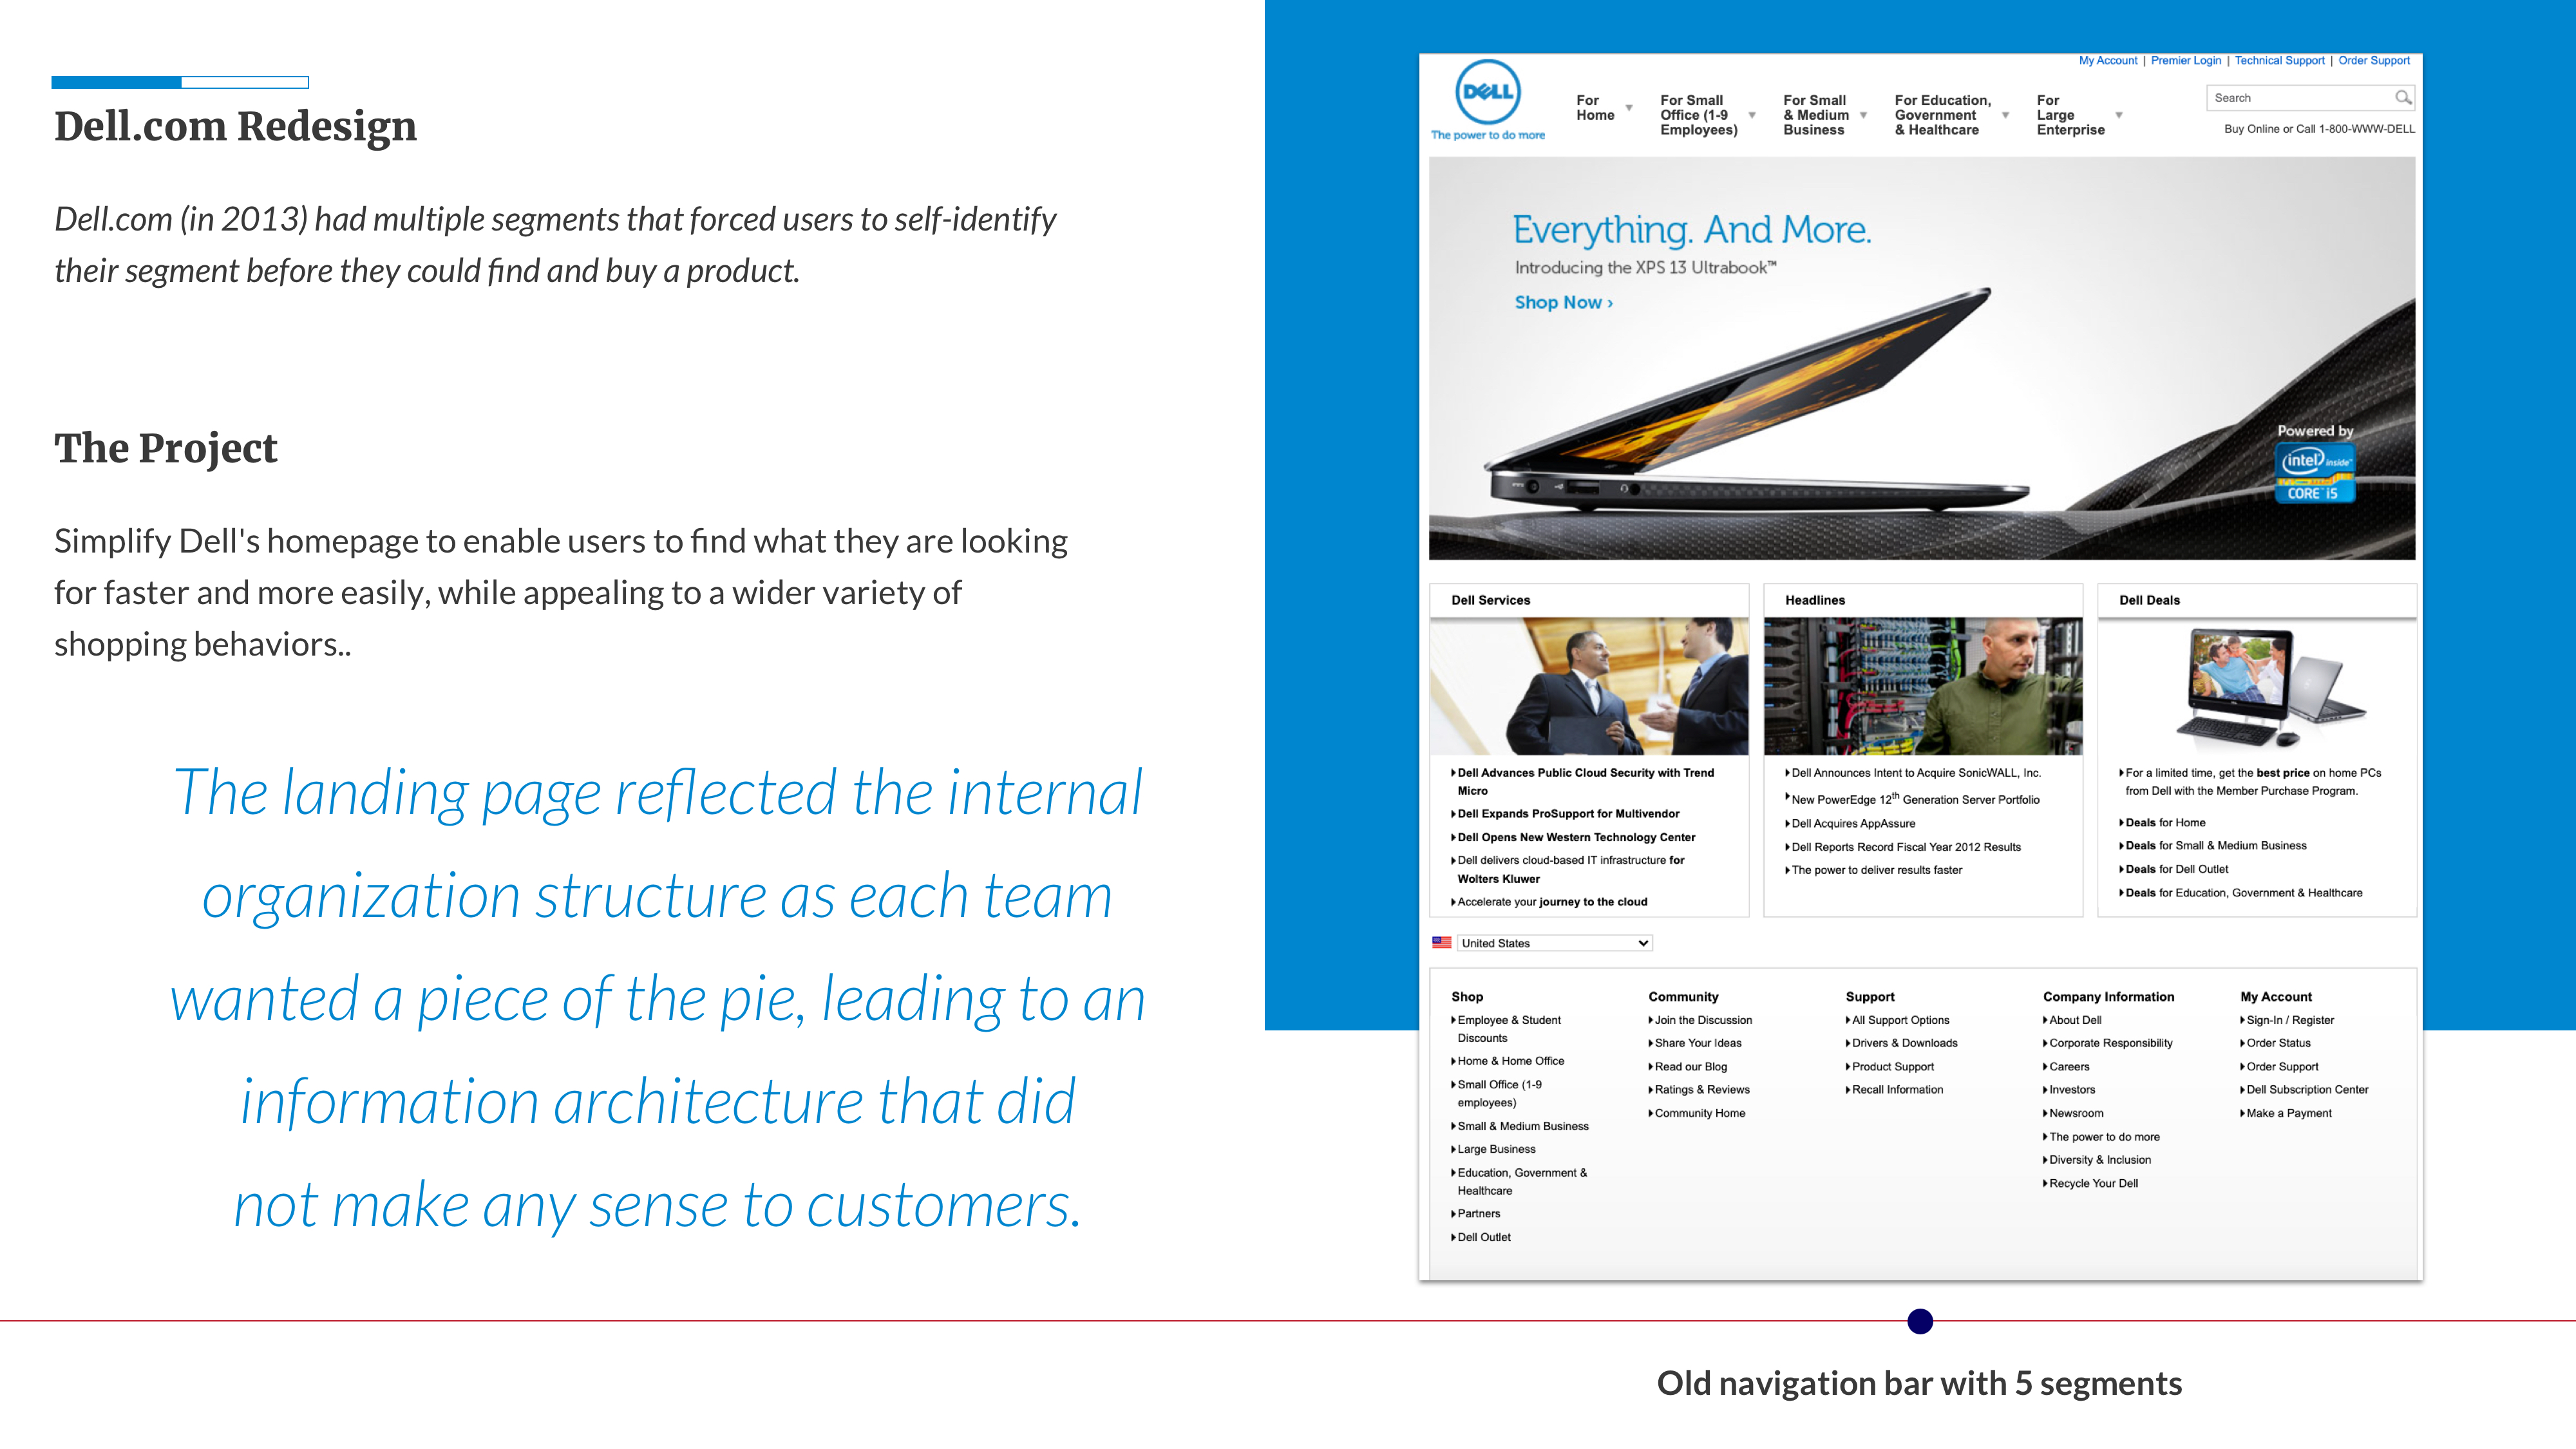 Dell.com Redesign
Dell.com (in 2013) had multiple segments that forced users to self-identify
their segment before they could find and buy a product.
The Project
Simplify Dell's homepage to enable users to find what they are looking
for faster and more easily, while appealing to a wider variety of
shopping behaviors..
The landing page reflected the internal
organization structure as each team
wanted a piece of the pie, leading to an
information architecture that did
not make any sense to customers.
My Account | Premier Login | Technical Support | Order Support
DELL
The power to do more
For
Home
For Small
Office (1-9
Employees)
For Small
& Medium
Business
For Education,
Government
& Healthcare
For
Large
Enterprise
Search
Buy Online or Call 1-800-WWW-DELL
Everything. And More.
Introducing the XPS 13 Ultrabook™
Shop Now ›
Powered by
intel inside™
CORE i5
Dell Services
Dell Advances Public Cloud Security with Trend
Micro
Dell Expands ProSupport for Multivendor
Dell Opens New Western Technology Center
Dell delivers cloud-based IT infrastructure for
Wolters Kluwer
Accelerate your journey to the cloud
Headlines
Dell Announces Intent to Acquire SonicWALL, Inc.
New PowerEdge 12th Generation Server Portfolio
Dell Acquires AppAssure
Dell Reports Record Fiscal Year 2012 Results
The power to deliver results faster
Dell Deals
For a limited time, get the best price on home PCs
from Dell with the Member Purchase Program.
Deals for Home
Deals for Small & Medium Business
Deals for Dell Outlet
Deals for Education, Government & Healthcare
United States
Shop
Employee & Student
Discounts
Home & Home Office
Small Office (1-9
employees)
Small & Medium Business
Large Business
Education, Government &
Healthcare
Partners
Dell Outlet
Community
Join the Discussion
Share Your Ideas
Read our Blog
Ratings & Reviews
Community Home
Support
All Support Options
Drivers & Downloads
Product Support
Recall Information
Company Information
About Dell
Corporate Responsibility
Careers
Investors
Newsroom
The power to do more
Diversity & Inclusion
Recycle Your Dell
My Account
Sign-In / Register
Order Status
Order Support
Dell Subscription Center
Make a Payment
Old navigation bar with 5 segments